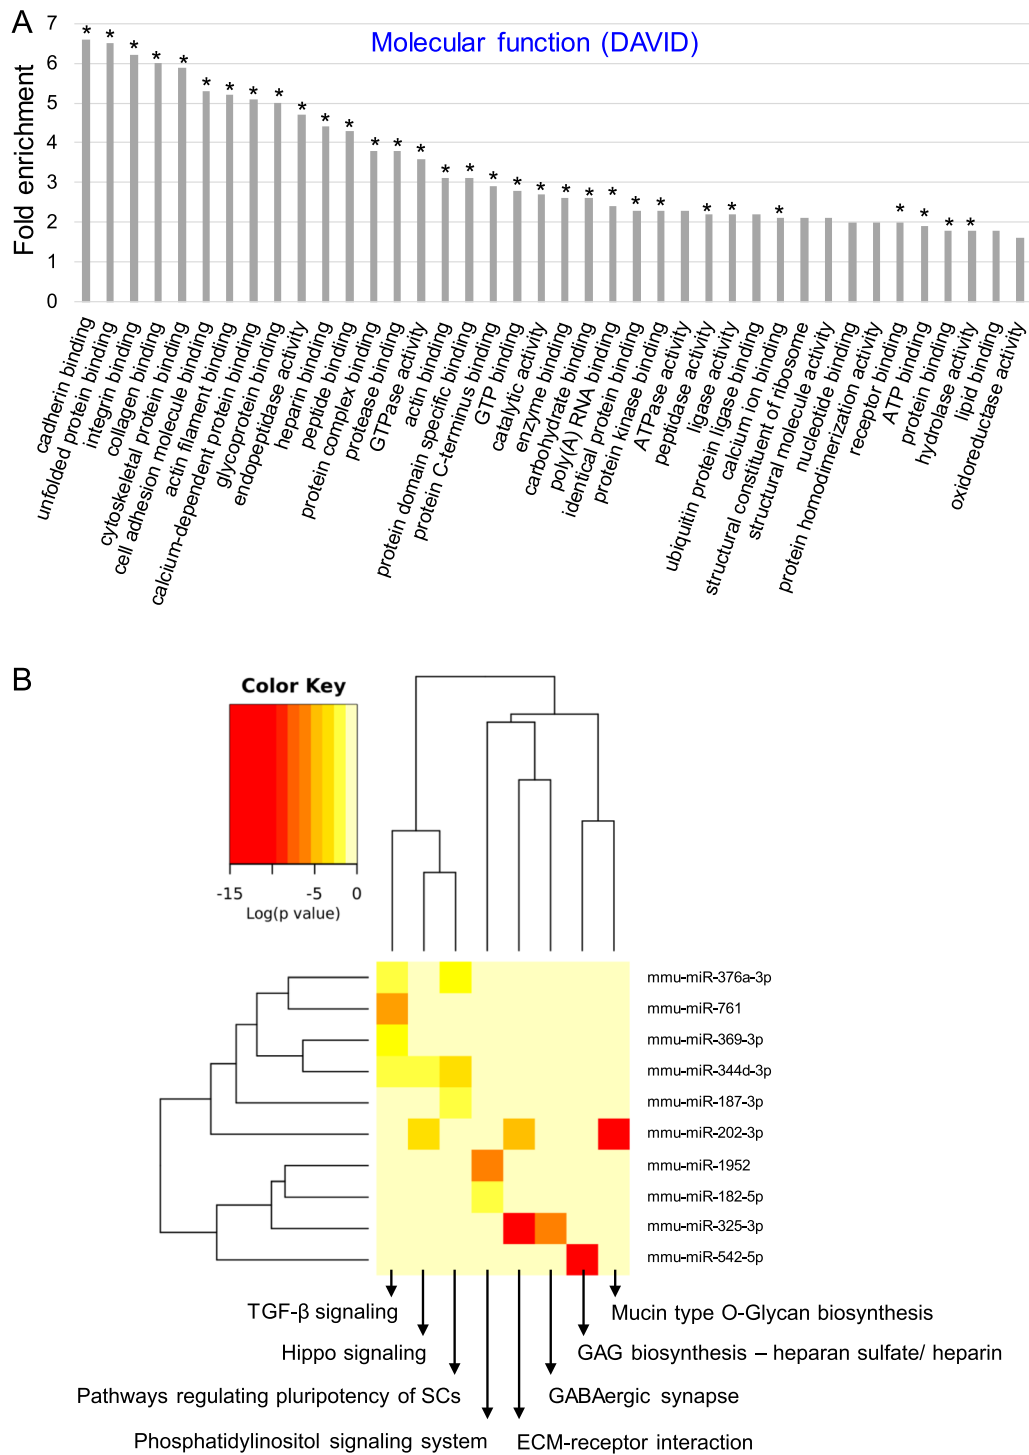 A
Molecular function (DAVID)
Fold enrichment
7
6
5
4
3
2
1
0
* * * * * * * * * * * * * * * * * * * * * * * * * * * * * * * *
cadherin binding
unfolded protein binding
integrin binding
collagen binding
cytoskeletal protein binding
cell adhesion molecule binding
actin filament binding
calcium-dependent protein binding
glycoprotein binding
endopeptidase activity
heparin binding
peptide binding
protein complex binding
protease binding
GTPase activity
actin binding
protein domain specific binding
protein C-terminus binding
GTP binding
catalytic activity
enzyme binding
carbohydrate binding
poly(A) RNA binding
identical protein binding
protein kinase binding
ATPase activity
peptidase activity
ligase activity
ubiquitin protein ligase binding
calcium ion binding
structural constituent of ribosome
structural molecule activity
nucleotide binding
protein homodimerization activity
receptor binding
ATP binding
protein binding
hydrolase activity
lipid binding
oxidoreductase activity
B
Color Key
-15 -5 0
Log(p value)
mmu-miR-376a-3p
mmu-miR-761
mmu-miR-369-3p
mmu-miR-344d-3p
mmu-miR-187-3p
mmu-miR-202-3p
mmu-miR-1952
mmu-miR-182-5p
mmu-miR-325-3p
mmu-miR-542-5p
TGF-β signaling
Mucin type O-Glycan biosynthesis
Hippo signaling
GAG biosynthesis – heparan sulfate/ heparin
Pathways regulating pluripotency of SCs
GABAergic synapse
Phosphatidylinositol signaling system
ECM-receptor interaction